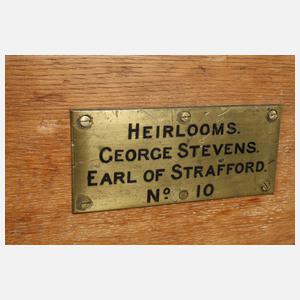 HEIRLOOMS.
GEORGE STEVENS.
EARL OF STRAFFORD.
Nº 10